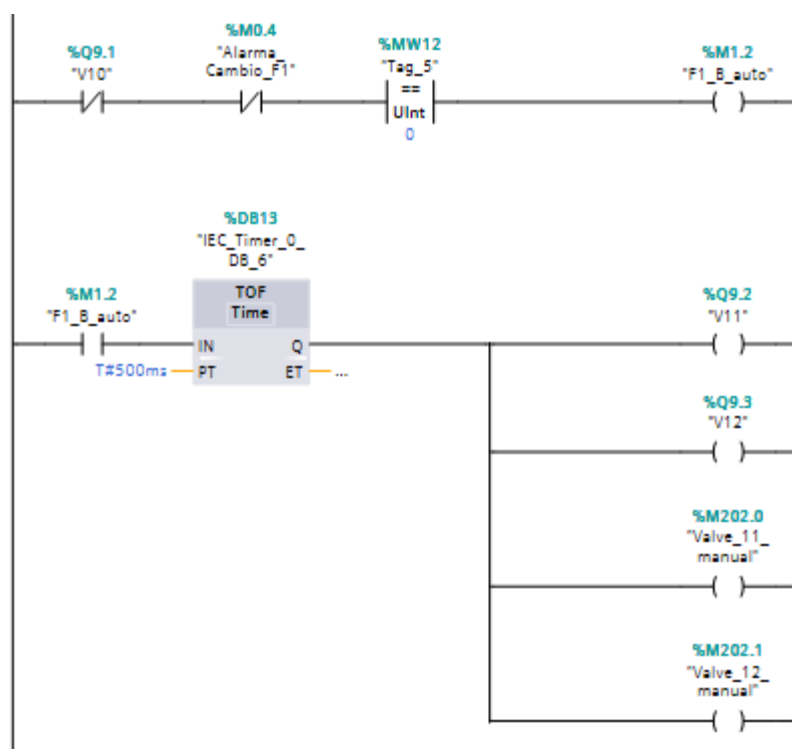 %Q9.1
"V10"
%M0.4
"Alarma_
Cambio_F1"
%MW12
"Tag_5"
==
UInt
0
%M1.2
"F1_B_auto"
%DB13
"IEC_Timer_0_
DB_6"
%M1.2
"F1_B_auto"
TOF
Time
IN
Q
T#500ms
PT
ET
...
%Q9.2
"V11"
%Q9.3
"V12"
%M202.0
"Valve_11_
manual"
%M202.1
"Valve_12_
manual"